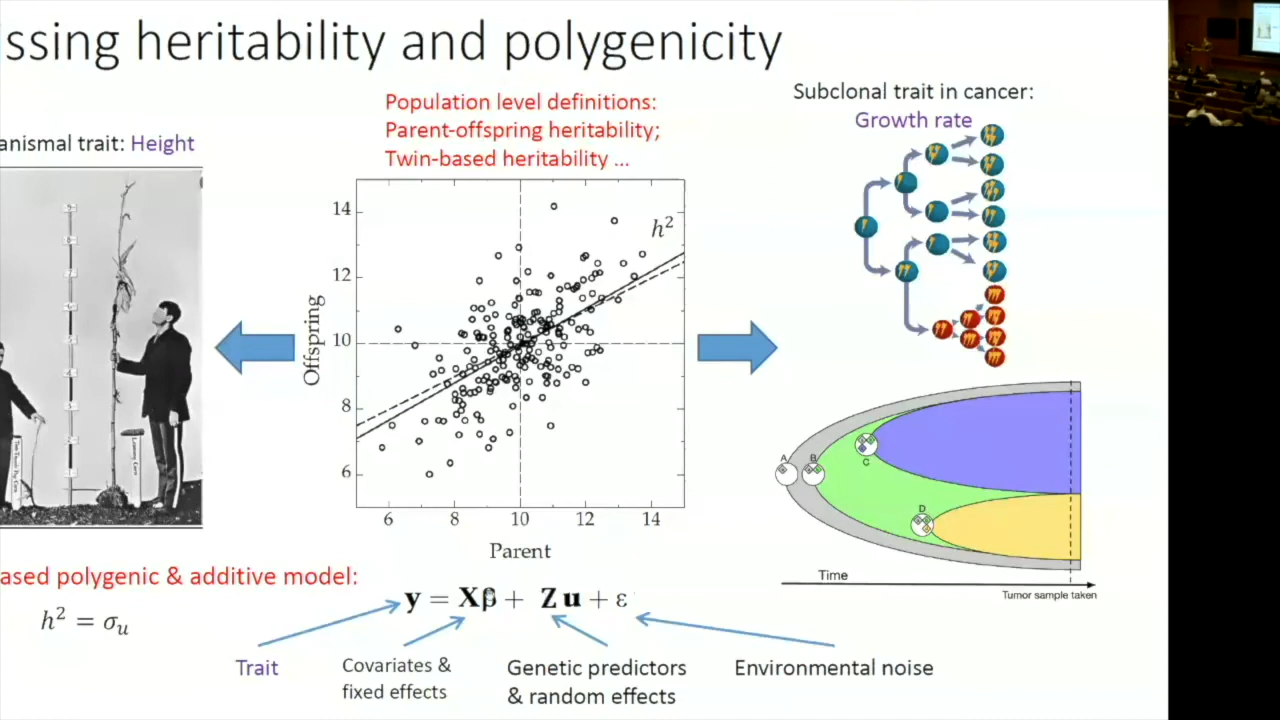 ssing heritability and polygenicity
Population level definitions:
Parent-offspring heritability;
Twin-based heritability ...
anismal trait: Height
Subclonal trait in cancer:
Growth rate
h²
14
12
10
8
6
Offspring
6 8 10 12 14
Parent
A
B
C
D
Time
Tumor sample taken
ased polygenic & additive model:
h² = σᵤ
y = Xβ + Zu + ε
Trait
Covariates &
fixed effects
Genetic predictors
& random effects
Environmental noise